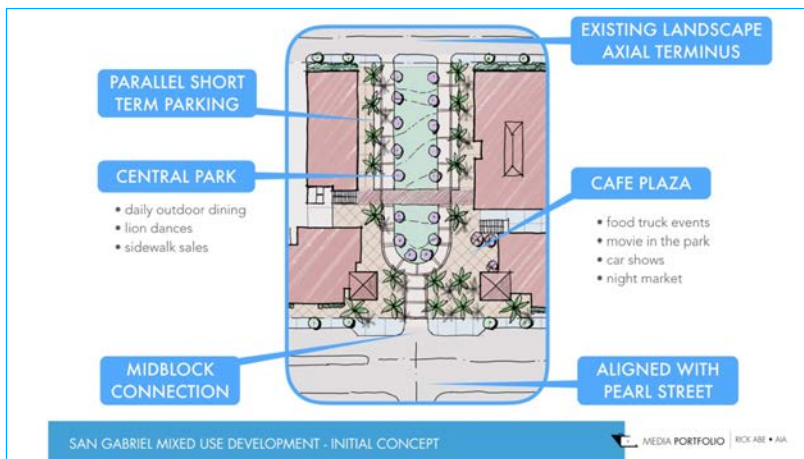 EXISTING LANDSCAPE
AXIAL TERMINUS
PARALLEL SHORT
TERM PARKING
CENTRAL PARK
• daily outdoor dining
• lion dances
• sidewalk sales
CAFE PLAZA
• food truck events
• movie in the park
• car shows
• night market
MIDBLOCK
CONNECTION
ALIGNED WITH
PEARL STREET
SAN GABRIEL MIXED USE DEVELOPMENT - INITIAL CONCEPT
MEDIA PORTFOLIO | RICK ABE • AIA